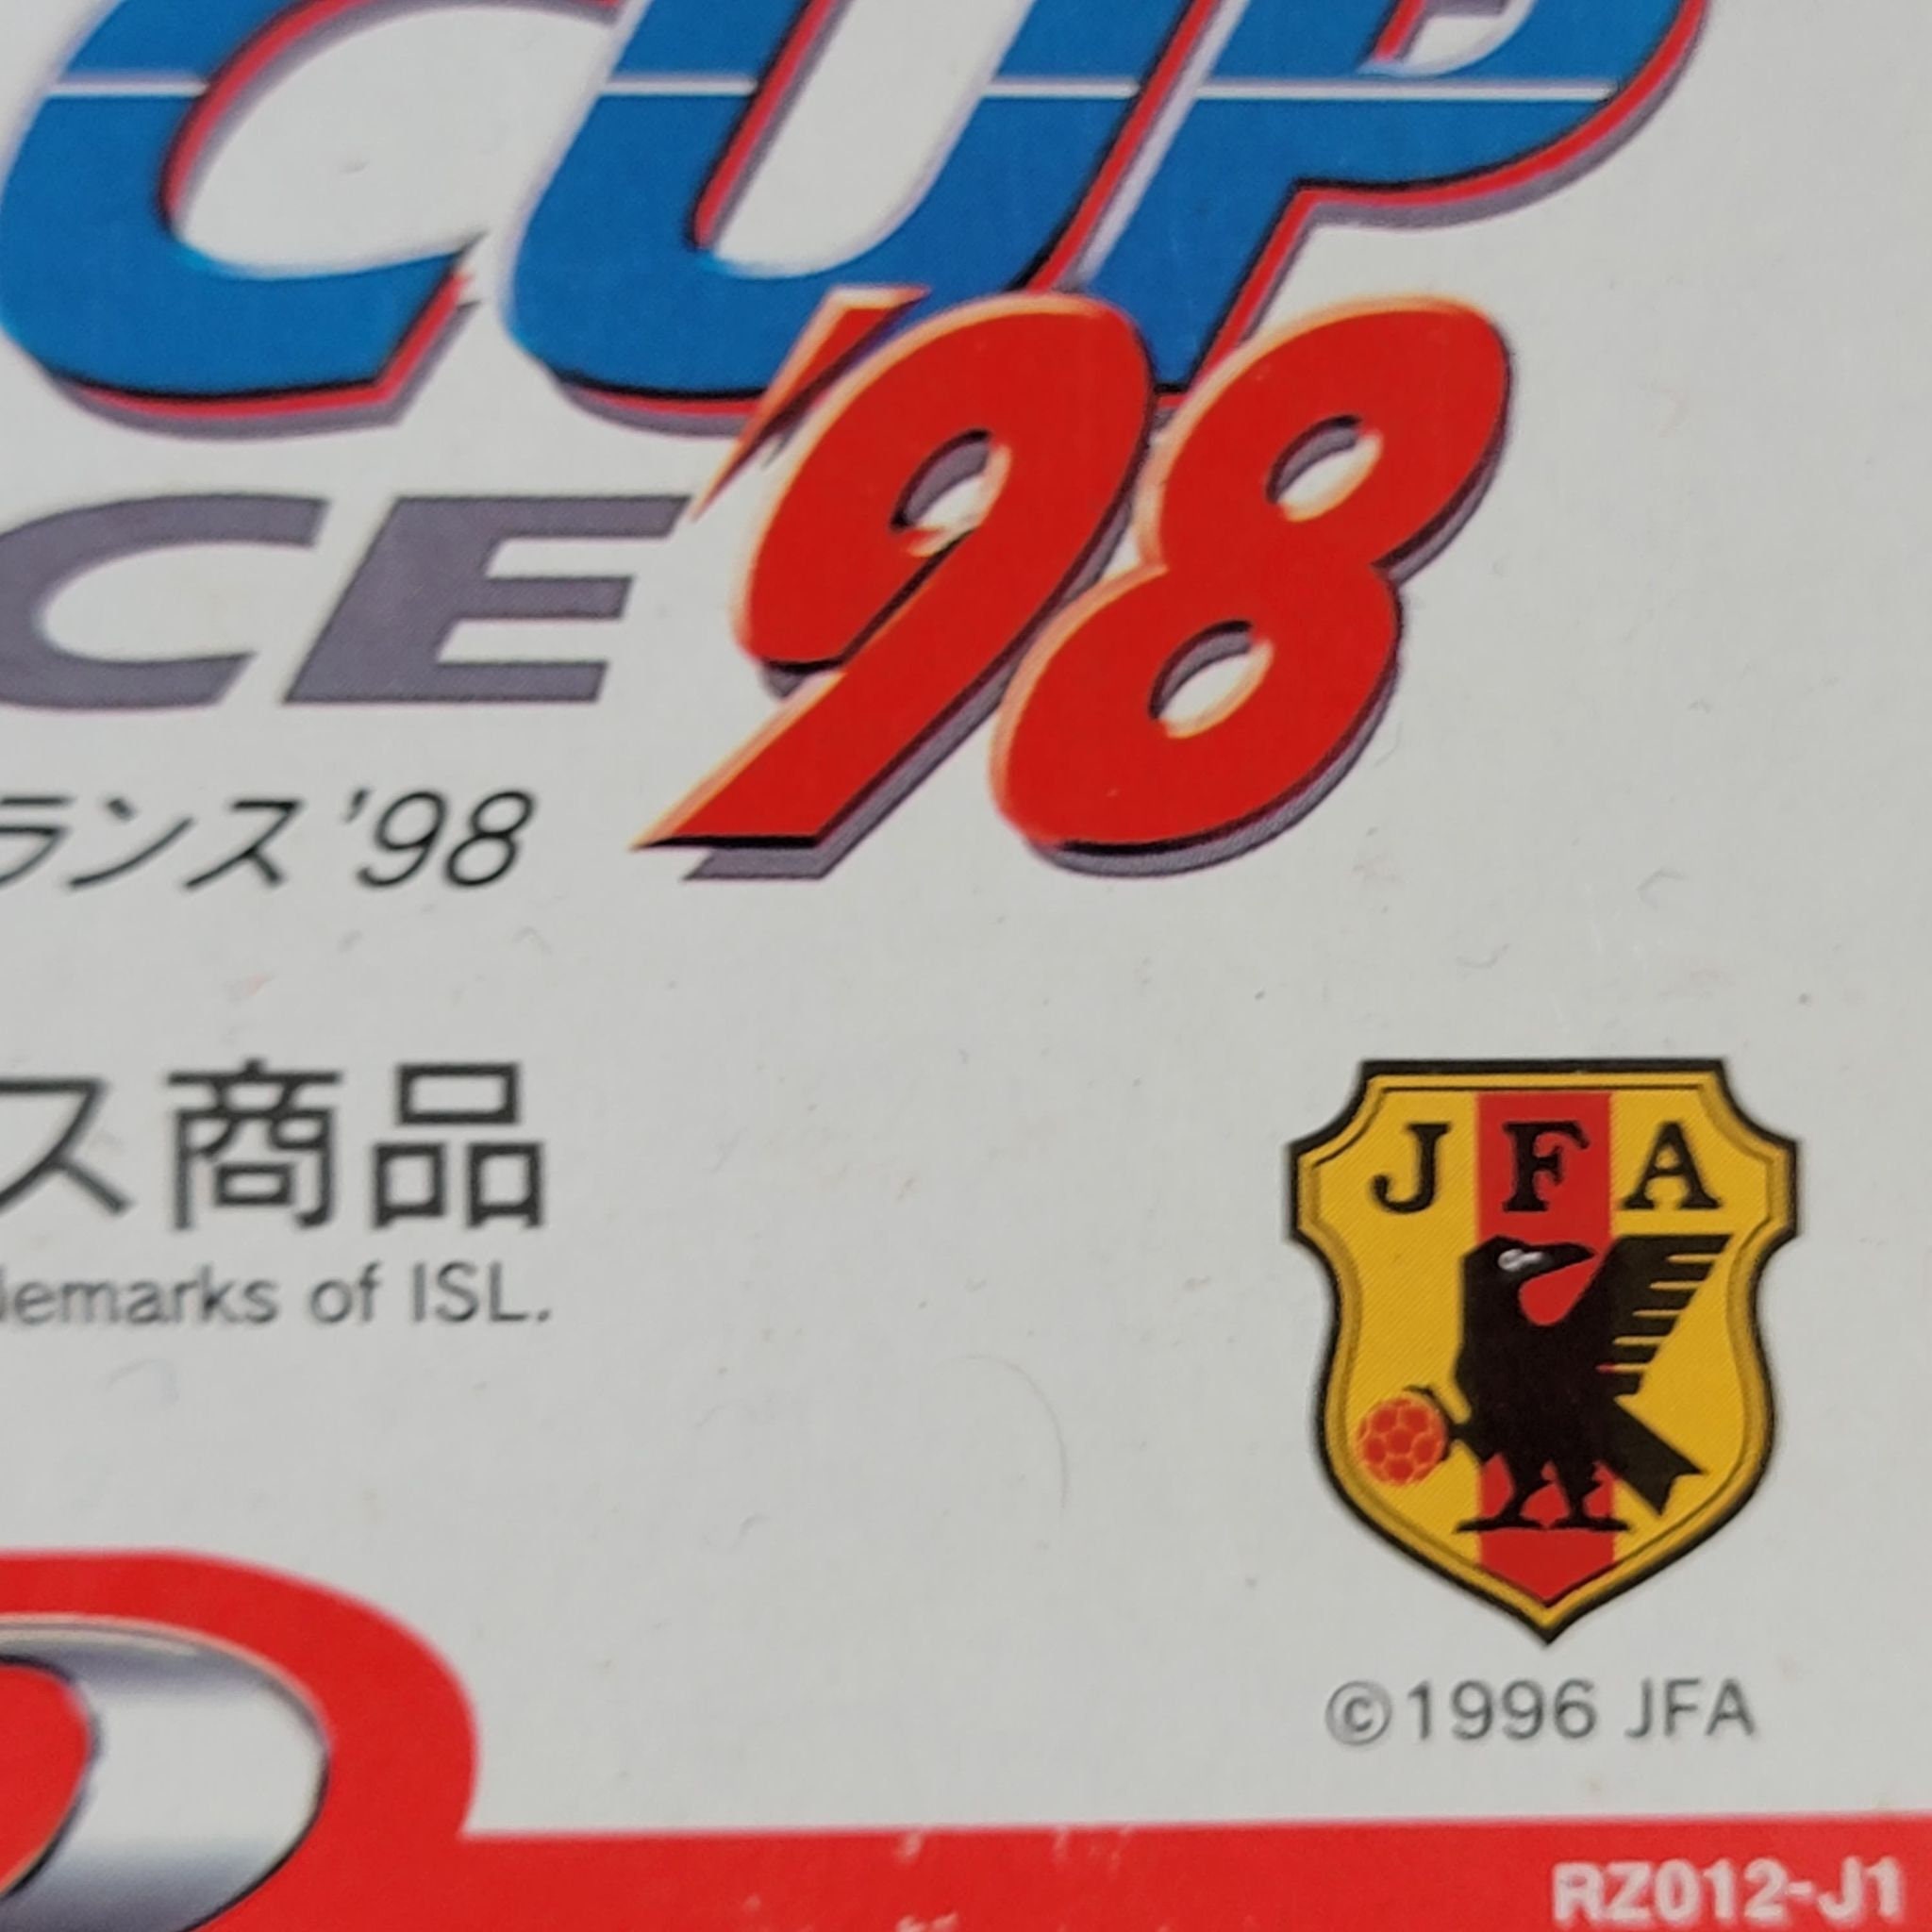 CUP
CE '98
ランス '98
ス商品
demarks of ISL.
JFA
©1996 JFA
RZ012-J1